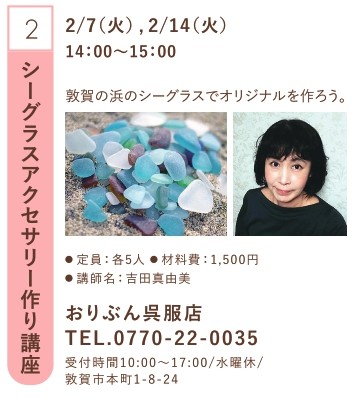 2
シーグラスアクセサリー作り講座
2/7(火),2/14(火)
14:00〜15:00
敦賀の浜のシーグラスでオリジナルを作ろう。
●定員:各5人 ●材料費:1,500円
●講師名:吉田真由美
おりぶん呉服店
TEL.0770-22-0035
受付時間10:00〜17:00/水曜休/
敦賀市本町1-8-24